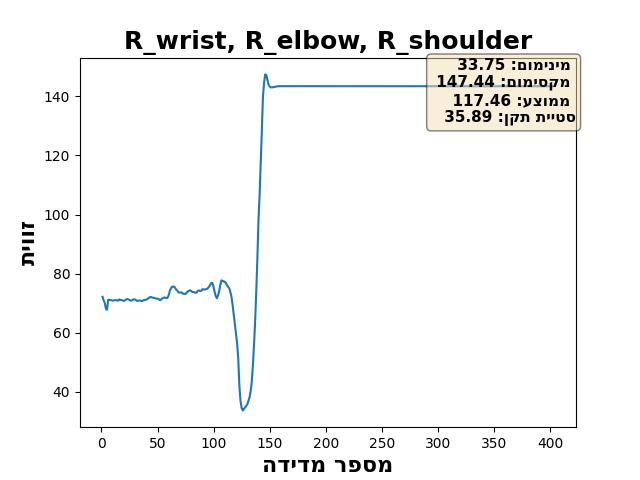 R_wrist, R_elbow, R_shoulder
מינימום: 33.75
מקסימום: 147.44
ממוצע: 117.46
סטיית תקן: 35.89
140
120
100
80
60
40
זווית
0 50 100 150 200 250 300 350 400
מספר מדידה